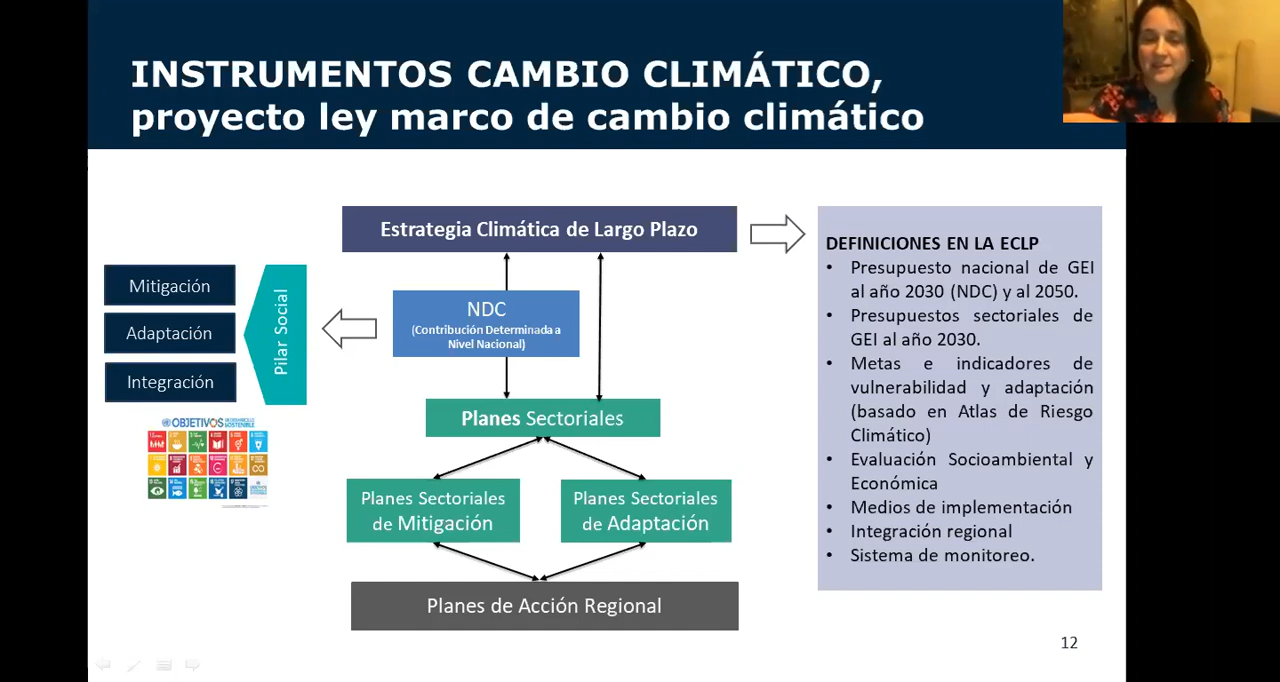 INSTRUMENTOS CAMBIO CLIMÁTICO,
proyecto ley marco de cambio climático
Estrategia Climática de Largo Plazo
NDC
(Contribución Determinada a
Nivel Nacional)
Pilar Social
Mitigación
Adaptación
Integración
OBJETIVOS
Planes Sectoriales
Planes Sectoriales
de Mitigación
Planes Sectoriales
de Adaptación
Planes de Acción Regional
DEFINICIONES EN LA ECLP
• Presupuesto nacional de GEI
al año 2030 (NDC) y al 2050.
• Presupuestos sectoriales de
GEI al año 2030.
• Metas e indicadores de
vulnerabilidad y adaptación
(basado en Atlas de Riesgo
Climático)
• Evaluación Socioambiental y
Económica
• Medios de implementación
• Integración regional
• Sistema de monitoreo.
12